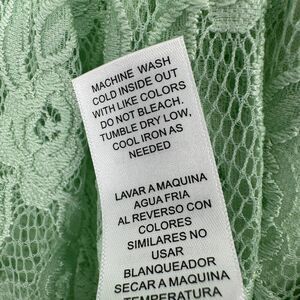 MACHINE WASH
COLD INSIDE OUT
WITH LIKE COLORS
DO NOT BLEACH.
TUMBLE DRY LOW,
COOL IRON AS
NEEDED
LAVAR A MAQUINA
AGUA FRIA
AL REVERSO CON
COLORES
SIMILARES NO
USAR
BLANQUEADOR
SECAR A MAQUINA
TEMPERATURA